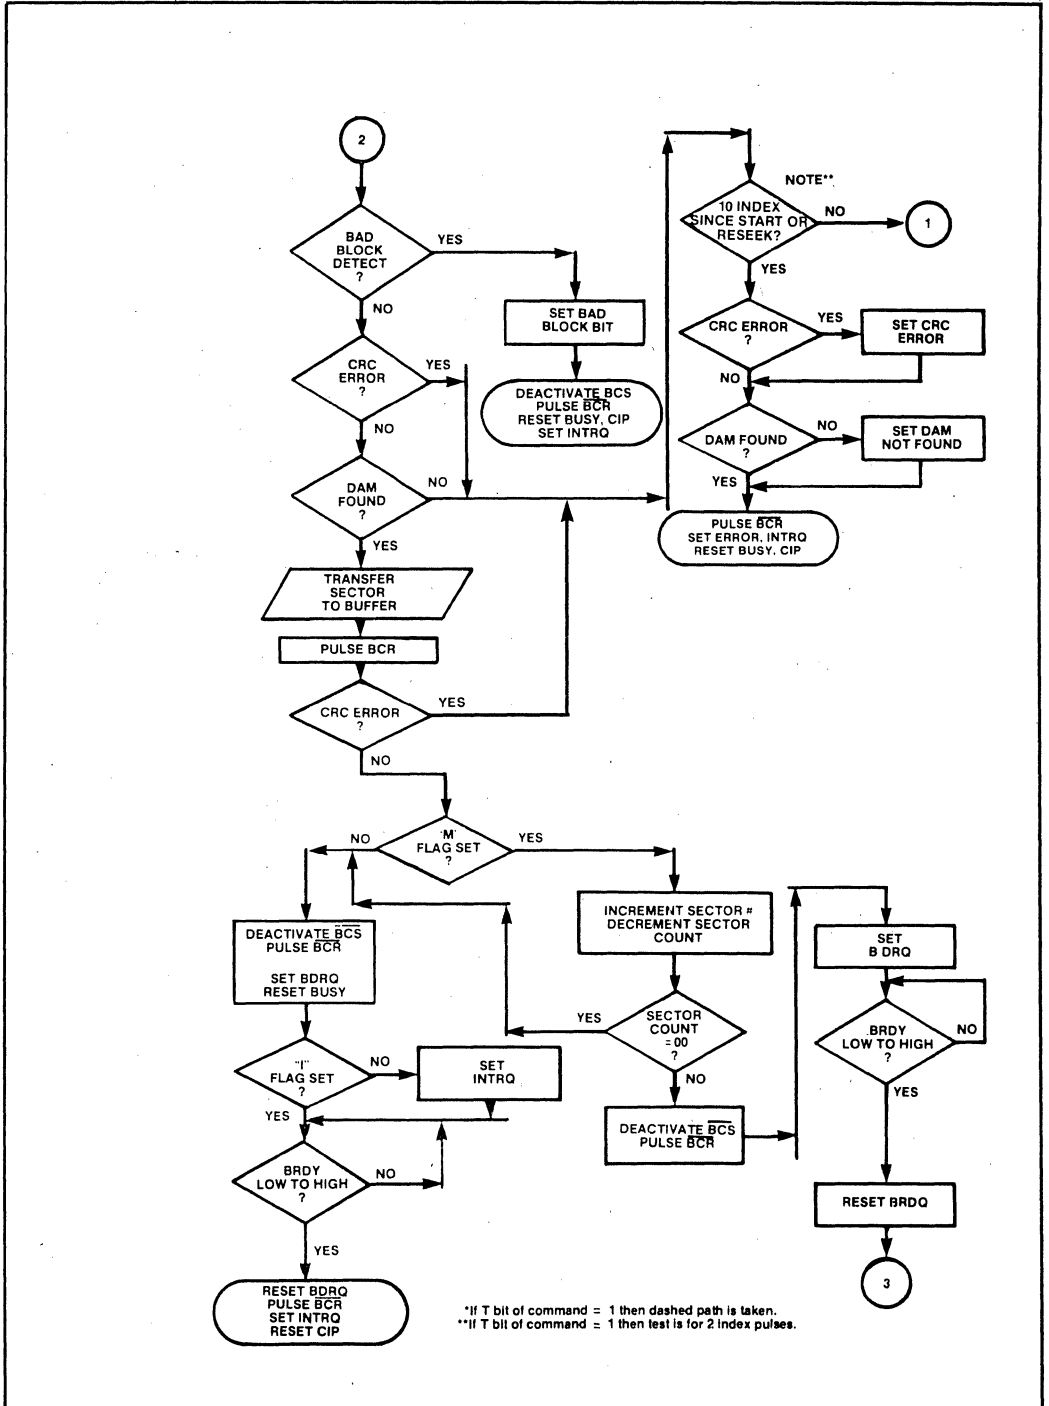 2
BAD
BLOCK
DETECT
?
YES
NO
SET BAD
BLOCK BIT
DEACTIVATE BCS
PULSE BCR
RESET BUSY, CIP
SET INTRQ
CRC
ERROR
?
YES
NO
DAM
FOUND
?
NO
YES
TRANSFER
SECTOR
TO BUFFER
PULSE BCR
CRC ERROR
?
YES
NO
NOTE**
10 INDEX
SINCE START OR
RESEEK?
NO
1
YES
CRC ERROR
?
YES
SET CRC
ERROR
NO
DAM FOUND
?
NO
SET DAM
NOT FOUND
YES
PULSE BCR
SET ERROR, INTRQ
RESET BUSY, CIP
'M'
FLAG SET
?
NO
YES
DEACTIVATE BCS
PULSE BCR
SET BDRQ
RESET BUSY
"I"
FLAG SET
?
NO
SET
INTRQ
YES
BRDY
LOW TO HIGH
?
NO
YES
RESET BDRQ
PULSE BCR
SET INTRQ
RESET CIP
INCREMENT SECTOR #
DECREMENT SECTOR
COUNT
SECTOR
COUNT
= 00
?
YES
NO
DEACTIVATE BCS
PULSE BCR
SET
B DRQ
BRDY
LOW TO HIGH
?
NO
YES
RESET BRDQ
3
*If T bit of command = 1 then dashed path is taken.
**If T bit of command = 1 then test is for 2 index pulses.